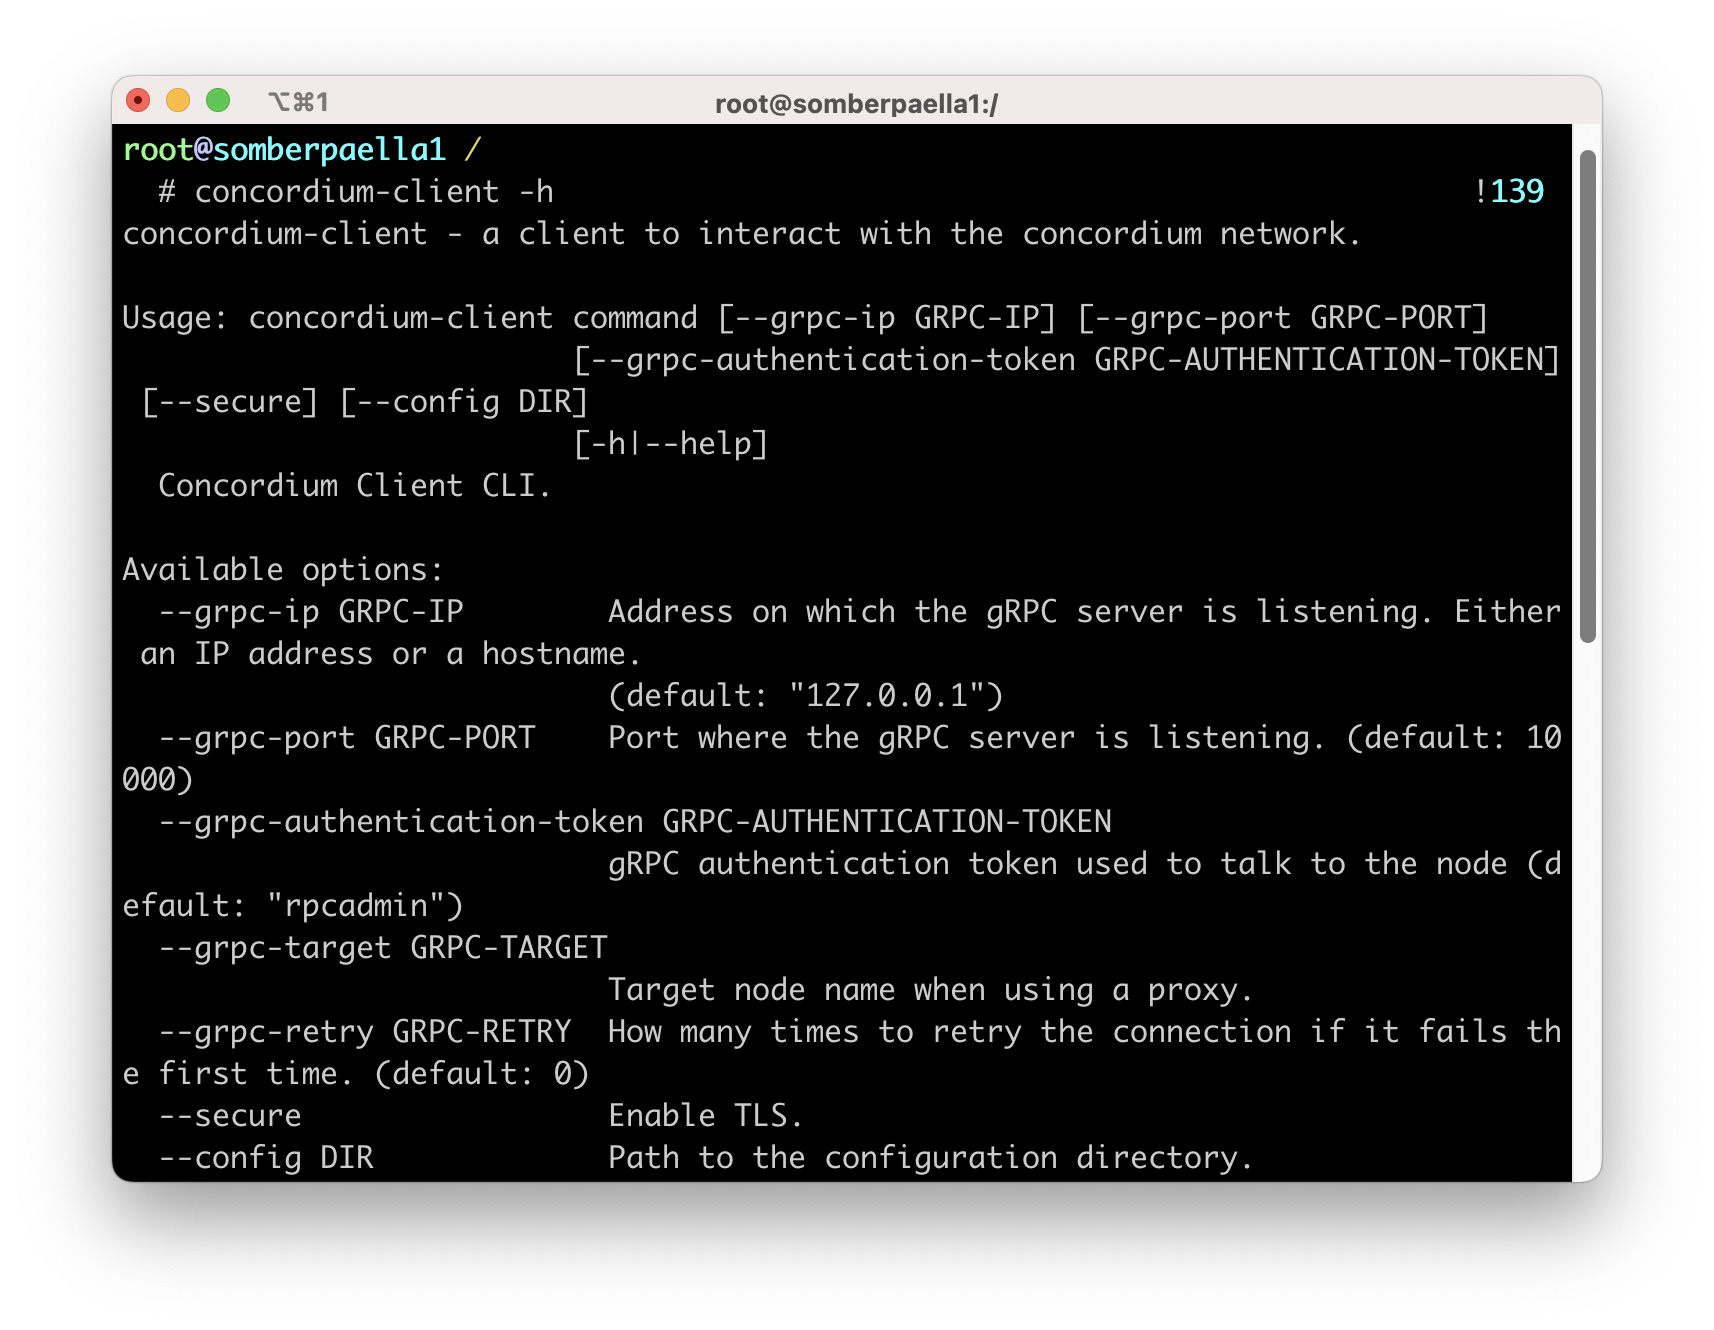 ⌥⌘1 root@somberpaella1:/
root@somberpaella1 /
# concordium-client -h !139
concordium-client - a client to interact with the concordium network.
Usage: concordium-client command [--grpc-ip GRPC-IP] [--grpc-port GRPC-PORT]
[--grpc-authentication-token GRPC-AUTHENTICATION-TOKEN]
[--secure] [--config DIR]
[-h|--help]
Concordium Client CLI.
Available options:
--grpc-ip GRPC-IP Address on which the gRPC server is listening. Either
an IP address or a hostname.
(default: "127.0.0.1")
--grpc-port GRPC-PORT Port where the gRPC server is listening. (default: 10
000)
--grpc-authentication-token GRPC-AUTHENTICATION-TOKEN
gRPC authentication token used to talk to the node (d
efault: "rpcadmin")
--grpc-target GRPC-TARGET
Target node name when using a proxy.
--grpc-retry GRPC-RETRY How many times to retry the connection if it fails th
e first time. (default: 0)
--secure Enable TLS.
--config DIR Path to the configuration directory.